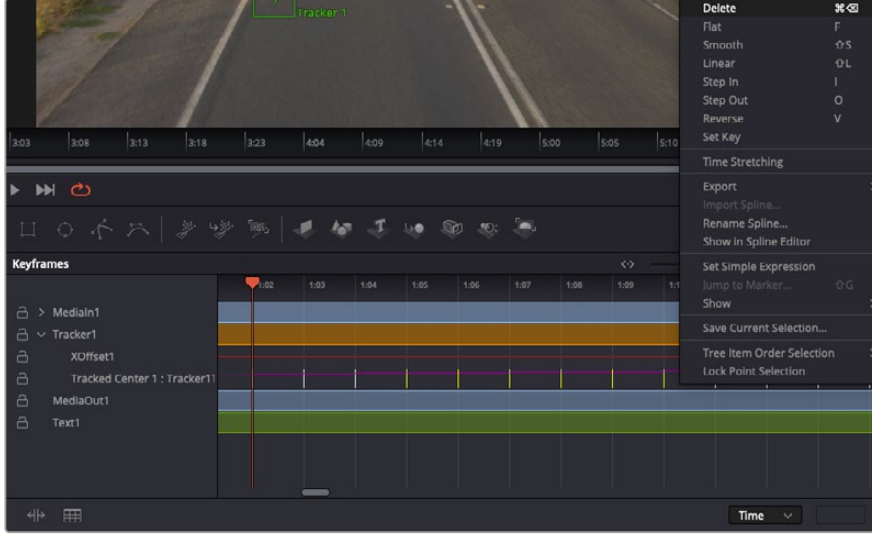 Tracker 1
Delete ⌘⌫
Flat F
Smooth ⇧S
Linear ⇧L
Step In I
Step Out O
Reverse V
Set Key
Time Stretching
Export
Import Spline...
Rename Spline...
Show in Spline Editor
Set Simple Expression
Jump to Marker... ⇧G
Show
Save Current Selection...
Tree Item Order Selection
Lock Point Selection
3:03 3:08 3:13 3:18 3:23 4:04 4:09 4:14 4:19 5:00 5:05 5:10
Keyframes
1:02 1:03 1:04 1:05 1:06 1:07 1:08 1:09
MediaIn1
Tracker1
XOffset1
Tracked Center 1 : Tracker1
MediaOut1
Text1
Time